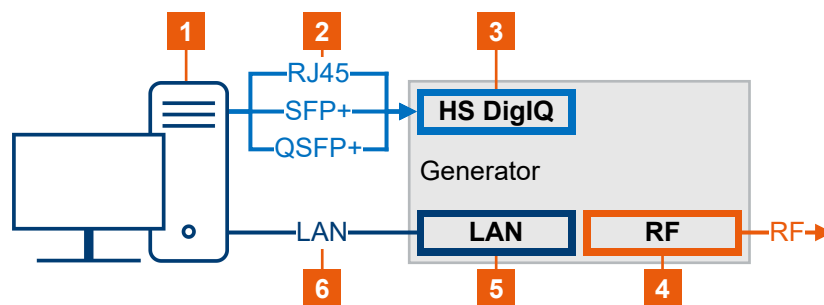 1
2
3
RJ45
SFP+
QSFP+
HS DigIQ
Generator
LAN
LAN
RF
RF
6
5
4